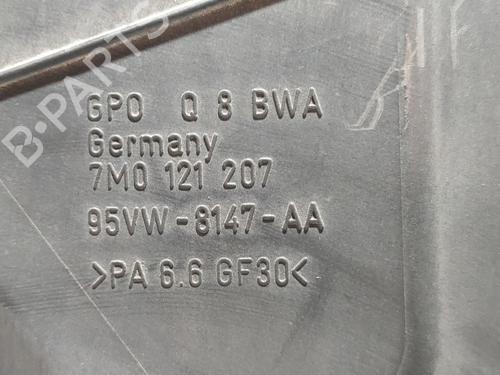 B-PARTS
GPO Q 8 BWA
Germany
7M0 121 207
95VW-8147-AA
>PA 6.6 GF30<